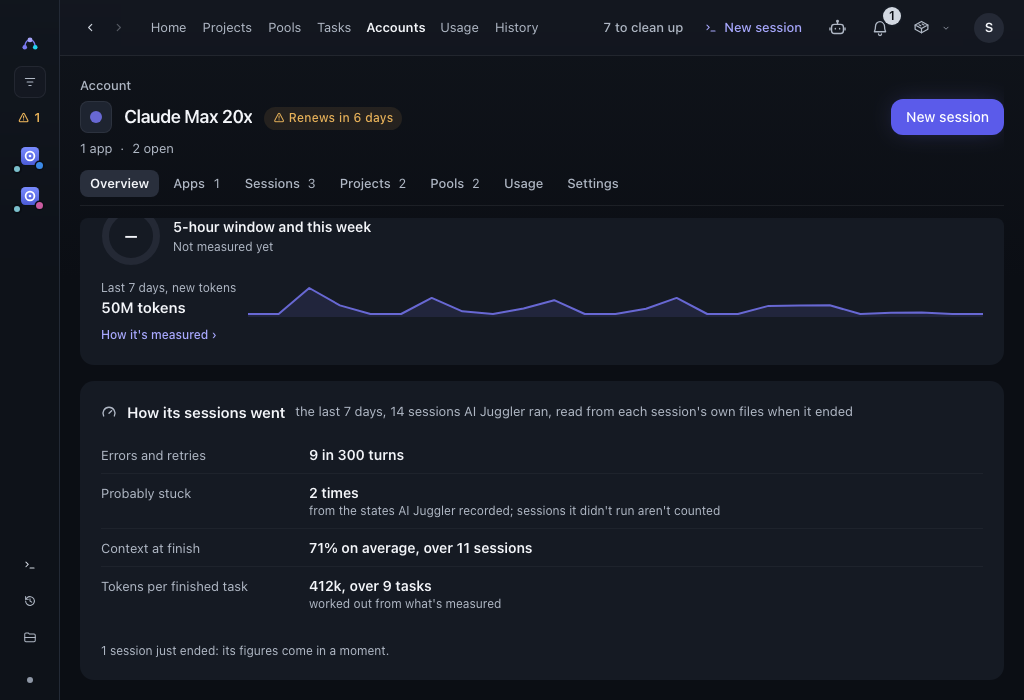 Home Projects Pools Tasks Accounts Usage History 7 to clean up New session 1 S
1
Account
Claude Max 20x Renews in 6 days New session
1 app · 2 open
Overview Apps 1 Sessions 3 Projects 2 Pools 2 Usage Settings
5-hour window and this week
Not measured yet
Last 7 days, new tokens
50M tokens
How it's measured ›
How its sessions went the last 7 days, 14 sessions AI Juggler ran, read from each session's own files when it ended
Errors and retries 9 in 300 turns
Probably stuck 2 times
from the states AI Juggler recorded; sessions it didn't run aren't counted
Context at finish 71% on average, over 11 sessions
Tokens per finished task 412k, over 9 tasks
worked out from what's measured
1 session just ended: its figures come in a moment.